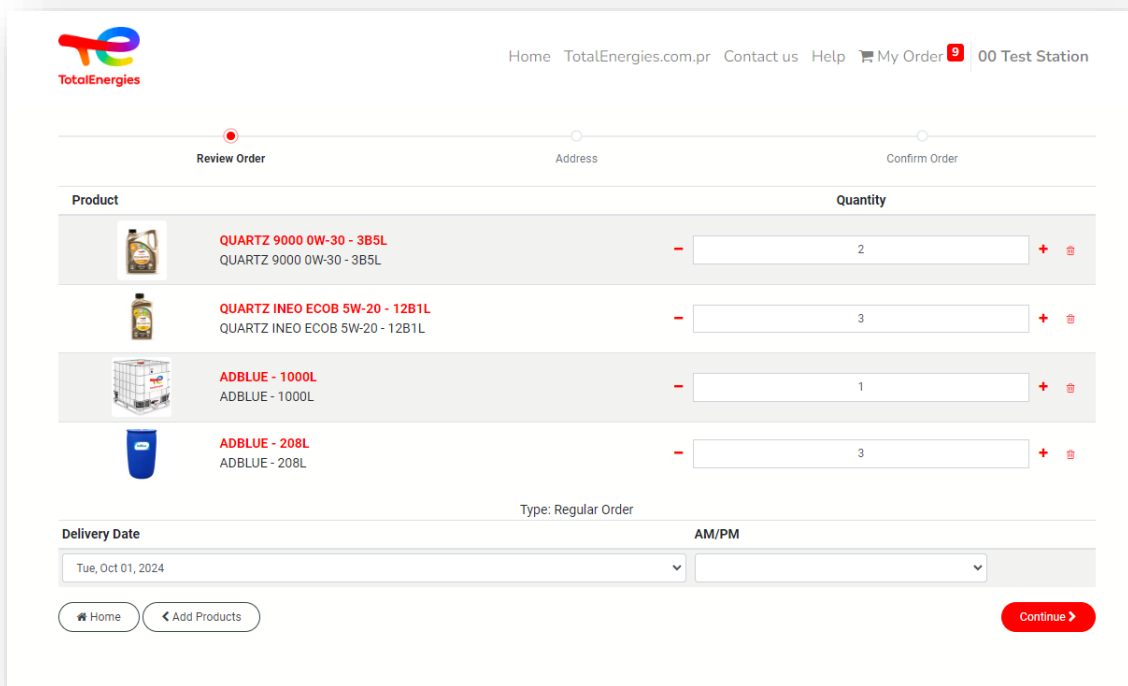 TotalEnergies
Home TotalEnergies.com.pr Contact us Help My Order 9 00 Test Station
Review Order Address Confirm Order
Product Quantity
QUARTZ 9000 0W-30 - 3B5L
QUARTZ 9000 0W-30 - 3B5L
2
QUARTZ INEO ECOB 5W-20 - 12B1L
QUARTZ INEO ECOB 5W-20 - 12B1L
3
ADBLUE - 1000L
ADBLUE - 1000L
1
ADBLUE - 208L
ADBLUE - 208L
3
Type: Regular Order
Delivery Date AM/PM
Tue, Oct 01, 2024
Home Add Products Continue